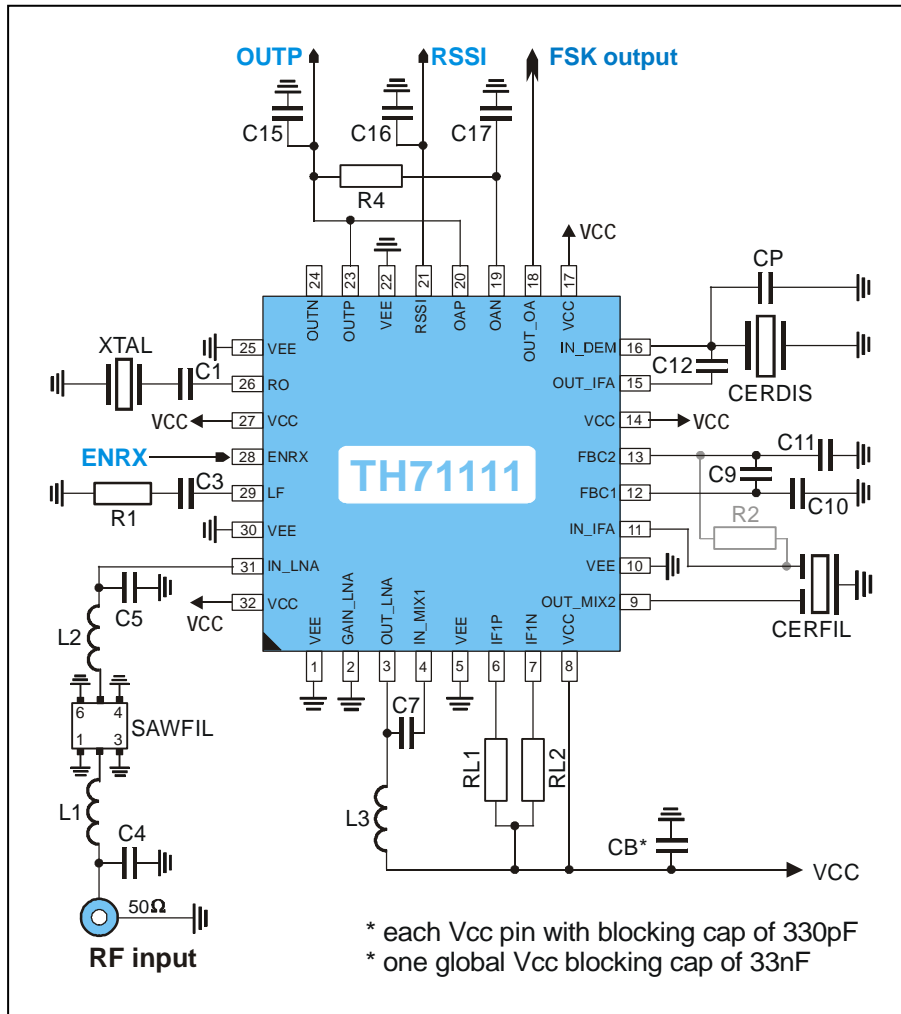 OUTP RSSI FSK output
C15 C16 C17
R4
VCC
24 23 22 21 20 19 18 17
OUTN OUTP VEE RSSI OAP OAN OUT_OA VCC
CP
XTAL
25 VEE IN_DEM 16
C1 C12
26 RO OUT_IFA 15
CERDIS
VCC 27 VCC VCC 14 VCC
ENRX 28 ENRX FBC2 13 C11
TH71111
C3 C9
29 LF FBC1 12 C10
R1 R2
30 VEE IN_IFA 11
31 IN_LNA VEE 10
C5
VCC 32 VCC OUT_MIX2 9
CERFIL
L2
VEE GAIN_LNA OUT_LNA IN_MIX1 VEE IF1P IF1N VCC
1 2 3 4 5 6 7 8
6 4
SAWFIL
1 3
C7
RL1 RL2
L1
L3
C4
CB*
VCC
50Ω
RF input
* each Vcc pin with blocking cap of 330pF
* one global Vcc blocking cap of 33nF